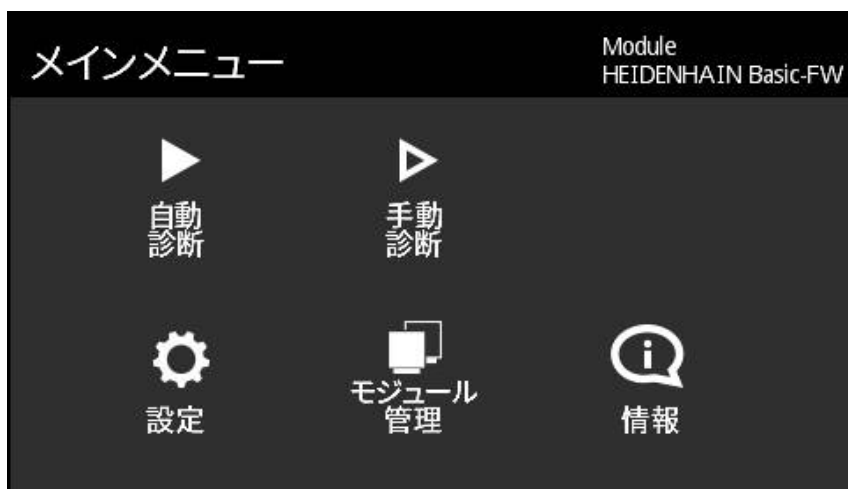 メインメニュー
Module
HEIDENHAIN Basic-FW
自動
診断
手動
診断
設定
モジュール
管理
情報